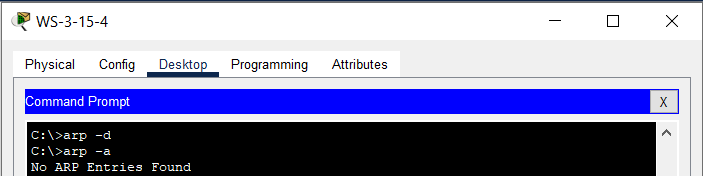 WS-3-15-4
Physical Config Desktop Programming Attributes
Command Prompt X
C:\>arp -d
C:\>arp -a
No ARP Entries Found